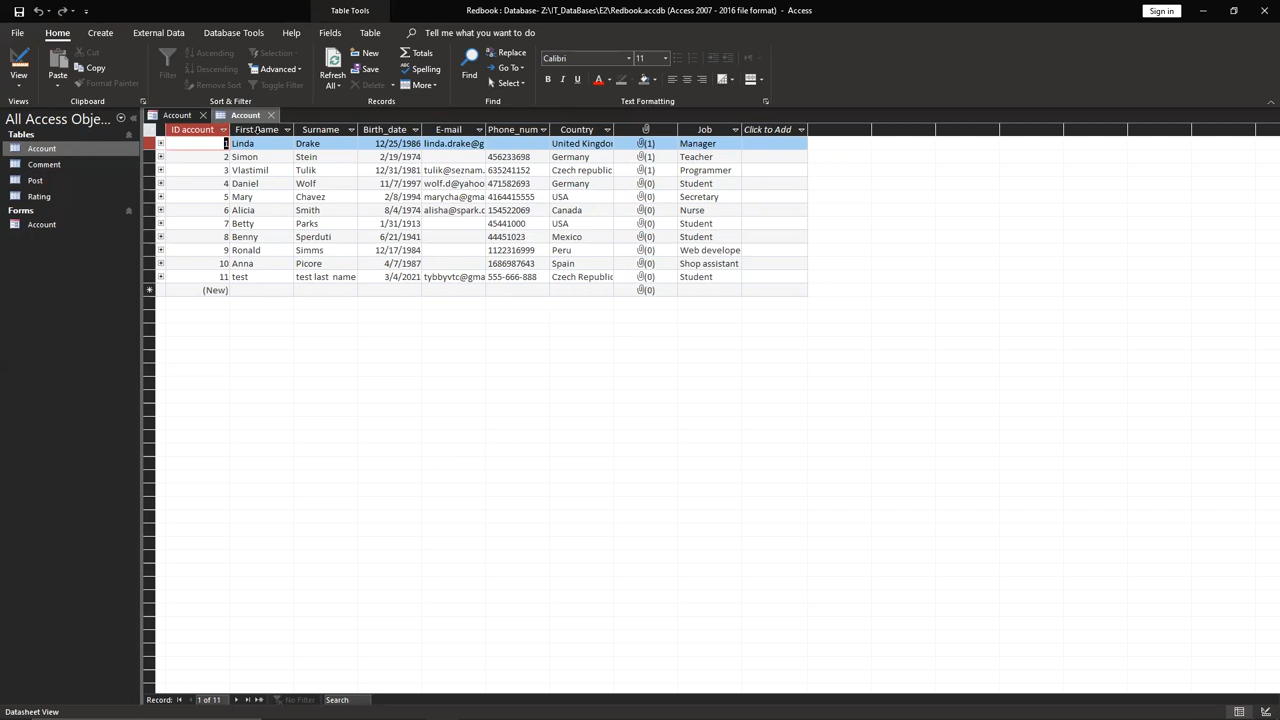 Table Tools
Redbook : Database- Z:\IT_DataBases\E2\Redbook.accdb (Access 2007 - 2016 file format) - Access
Sign in
File Home Create External Data Database Tools Help Fields Table Tell me what you want to do
View
Views
Paste
Cut
Copy
Format Painter
Clipboard
Filter
Ascending
Descending
Remove Sort
Selection
Advanced
Toggle Filter
Sort & Filter
Refresh All
New
Save
Delete
Totals
Spelling
More
Records
Find
Replace
Go To
Select
Find
Calibri 11
B I U A
Text Formatting
All Access Obje...
Tables
Account
Comment
Post
Rating
Forms
Account
Account Account
ID account First name Surname Birth_date E-mail Phone_num Country Job Click to Add
1 Linda Drake 12/25/1986 linda.drake@g United Kingdor (1) Manager
2 Simon Stein 2/19/1974 456233698 Germany (1) Teacher
3 Vlastimil Tulik 12/31/1981 tulik@seznam. 635241152 Czech republic (1) Programmer
4 Daniel Wolf 11/7/1997 wolf.d@yahoo 471582693 Germany (0) Student
5 Mary Chavez 2/8/1994 marycha@gma 4164415555 USA (0) Secretary
6 Alicia Smith 8/4/1974 alisha@spark.c 154522069 Canada (0) Nurse
7 Betty Parks 1/31/1913 45441000 USA (0) Student
8 Benny Sperduti 6/21/1941 44451023 Mexico (0) Student
9 Ronald Simms 12/17/1984 1122316999 Peru (0) Web develope
10 Anna Picore 4/7/1987 1686987643 Spain (0) Shop assistant
11 test test last name 3/4/2021 tybbyvtc@gma 555-666-888 Czech Republic (0) Student
(New) (0)
Record: 1 of 11 No Filter Search
Datasheet View